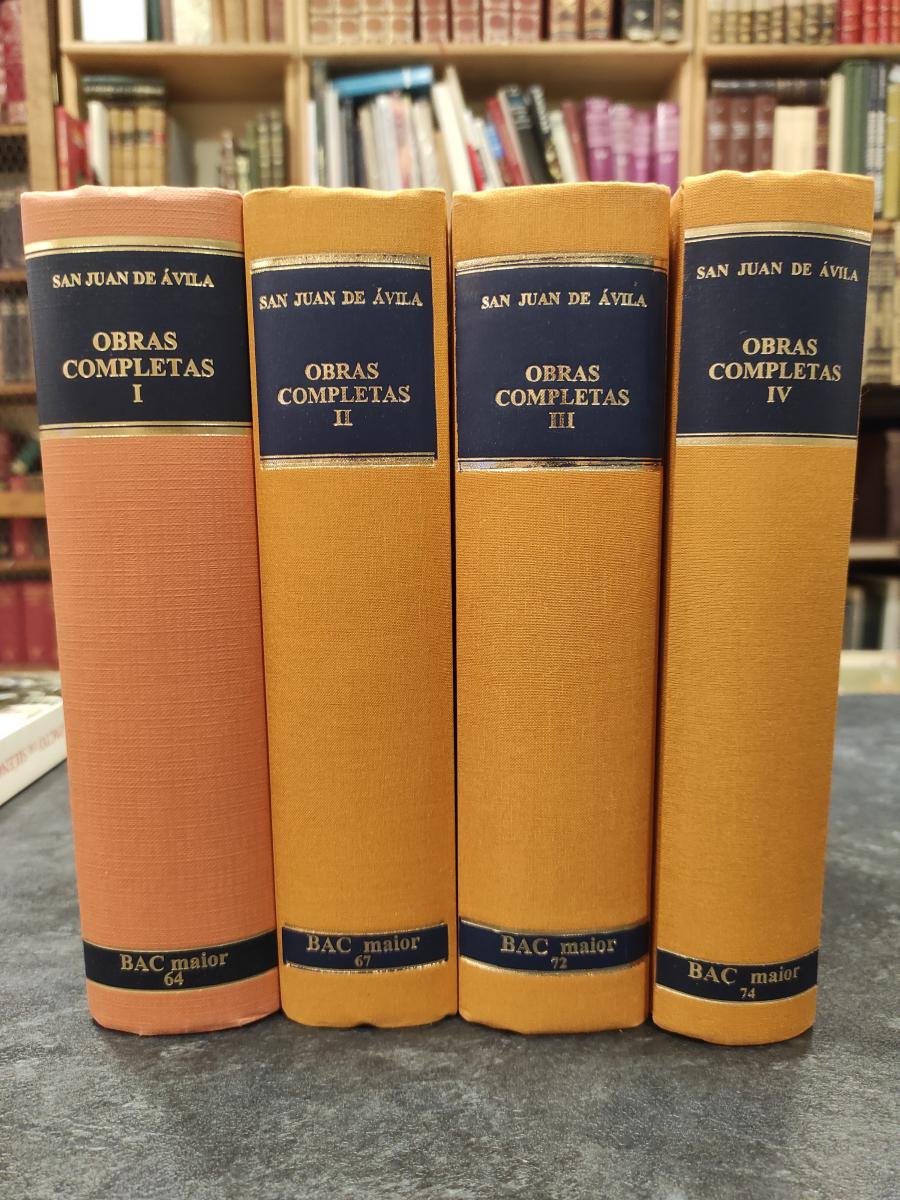 SAN JUAN DE ÁVILA
OBRAS
COMPLETAS
I
BAC maior
64
SAN JUAN DE ÁVILA
OBRAS
COMPLETAS
II
BAC maior
67
SAN JUAN DE ÁVILA
OBRAS
COMPLETAS
III
BAC maior
72
SAN JUAN DE ÁVILA
OBRAS
COMPLETAS
IV
BAC maior
74